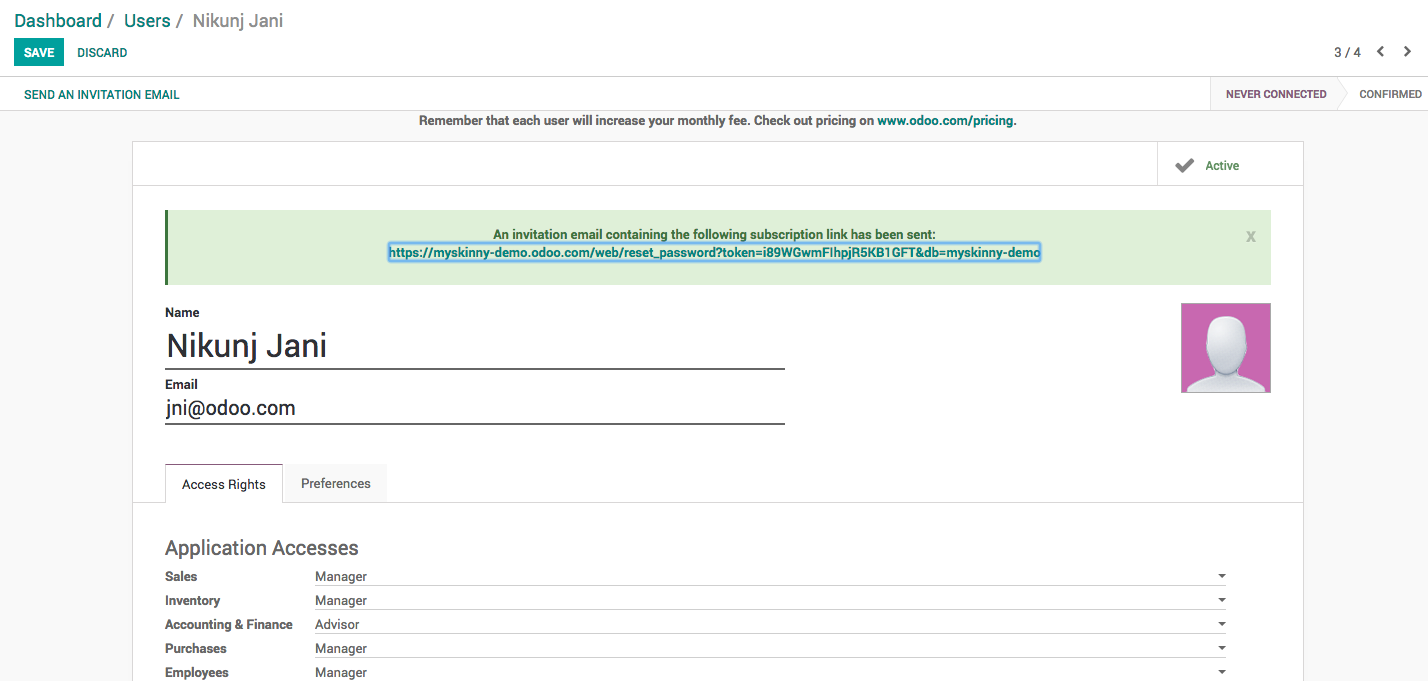 Dashboard / Users / Nikunj Jani
SAVE DISCARD 3 / 4
SEND AN INVITATION EMAIL NEVER CONNECTED CONFIRMED
Remember that each user will increase your monthly fee. Check out pricing on www.odoo.com/pricing.
Active
An invitation email containing the following subscription link has been sent: X
https://myskinny-demo.odoo.com/web/reset_password?token=i89WGwmFIhpjR5KB1GFT&db=myskinny-demo
Name
Nikunj Jani
Email
jni@odoo.com
Access Rights Preferences
Application Accesses
Sales Manager
Inventory Manager
Accounting & Finance Advisor
Purchases Manager
Employees Manager